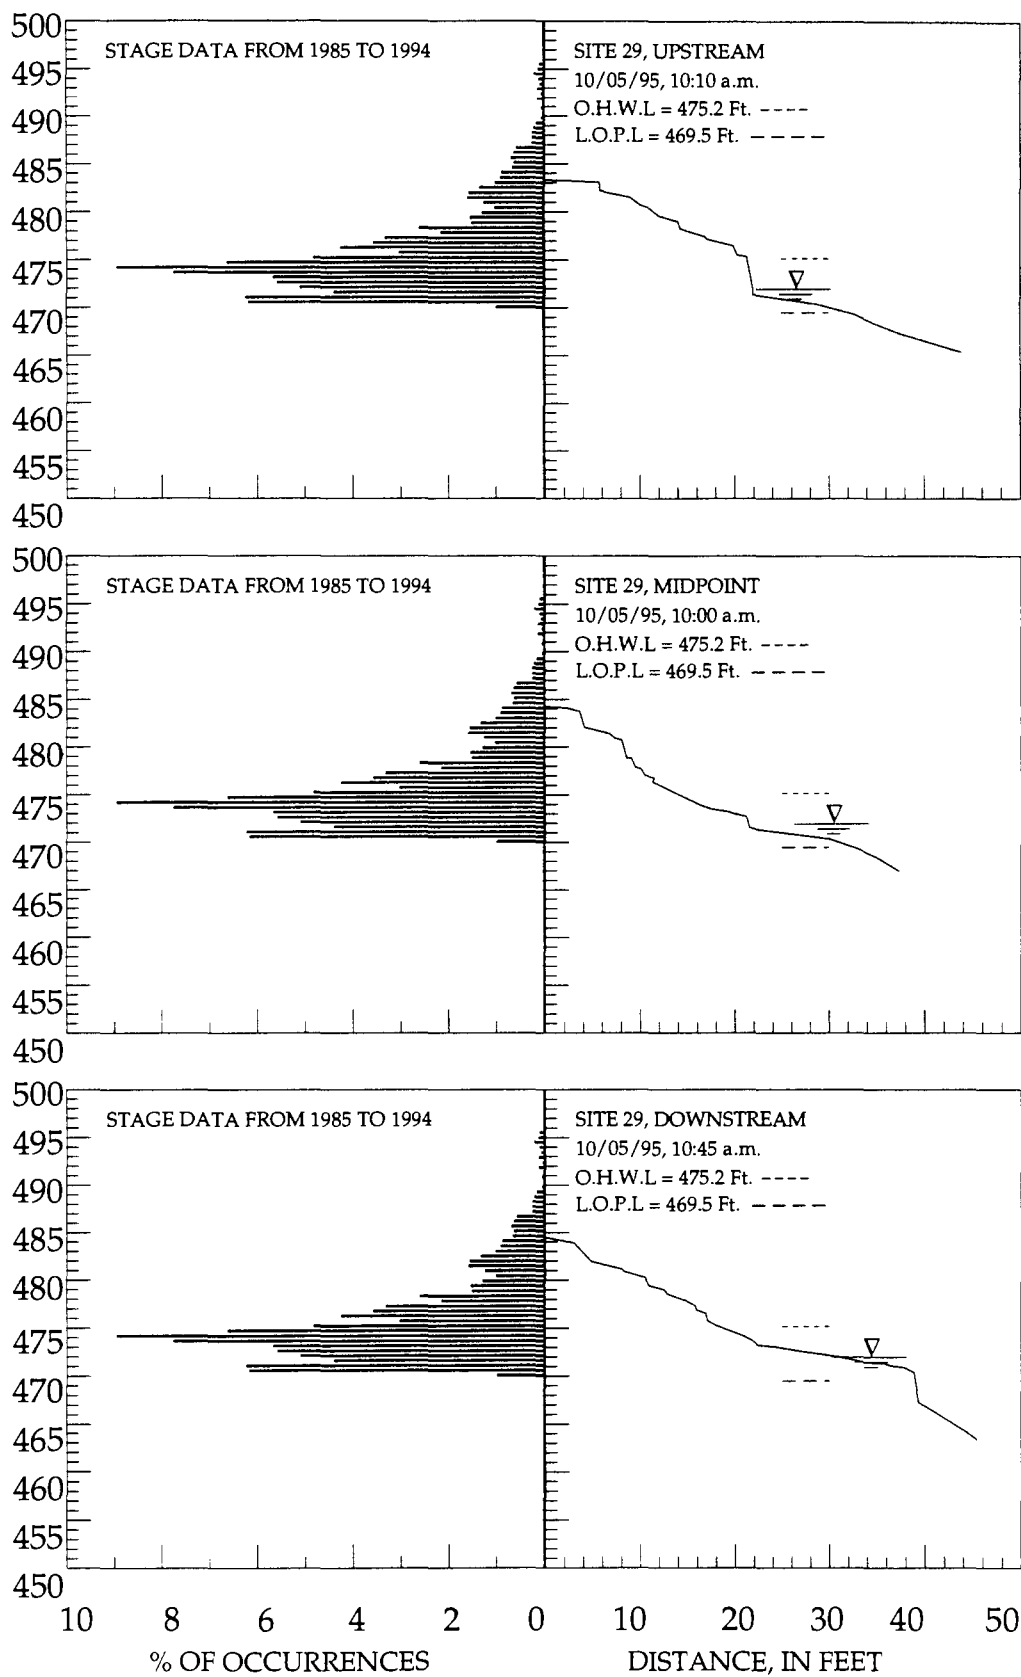 500
495
490
485
480
475
470
465
460
455
450
STAGE DATA FROM 1985 TO 1994
SITE 29, UPSTREAM
10/05/95, 10:10 a.m.
O.H.W.L = 475.2 Ft.
L.O.P.L = 469.5 Ft.
500
495
490
485
480
475
470
465
460
455
450
STAGE DATA FROM 1985 TO 1994
SITE 29, MIDPOINT
10/05/95, 10:00 a.m.
O.H.W.L = 475.2 Ft.
L.O.P.L = 469.5 Ft.
500
495
490
485
480
475
470
465
460
455
450
STAGE DATA FROM 1985 TO 1994
SITE 29, DOWNSTREAM
10/05/95, 10:45 a.m.
O.H.W.L = 475.2 Ft.
L.O.P.L = 469.5 Ft.
10 8 6 4 2 0 10 20 30 40 50
% OF OCCURRENCES
DISTANCE, IN FEET